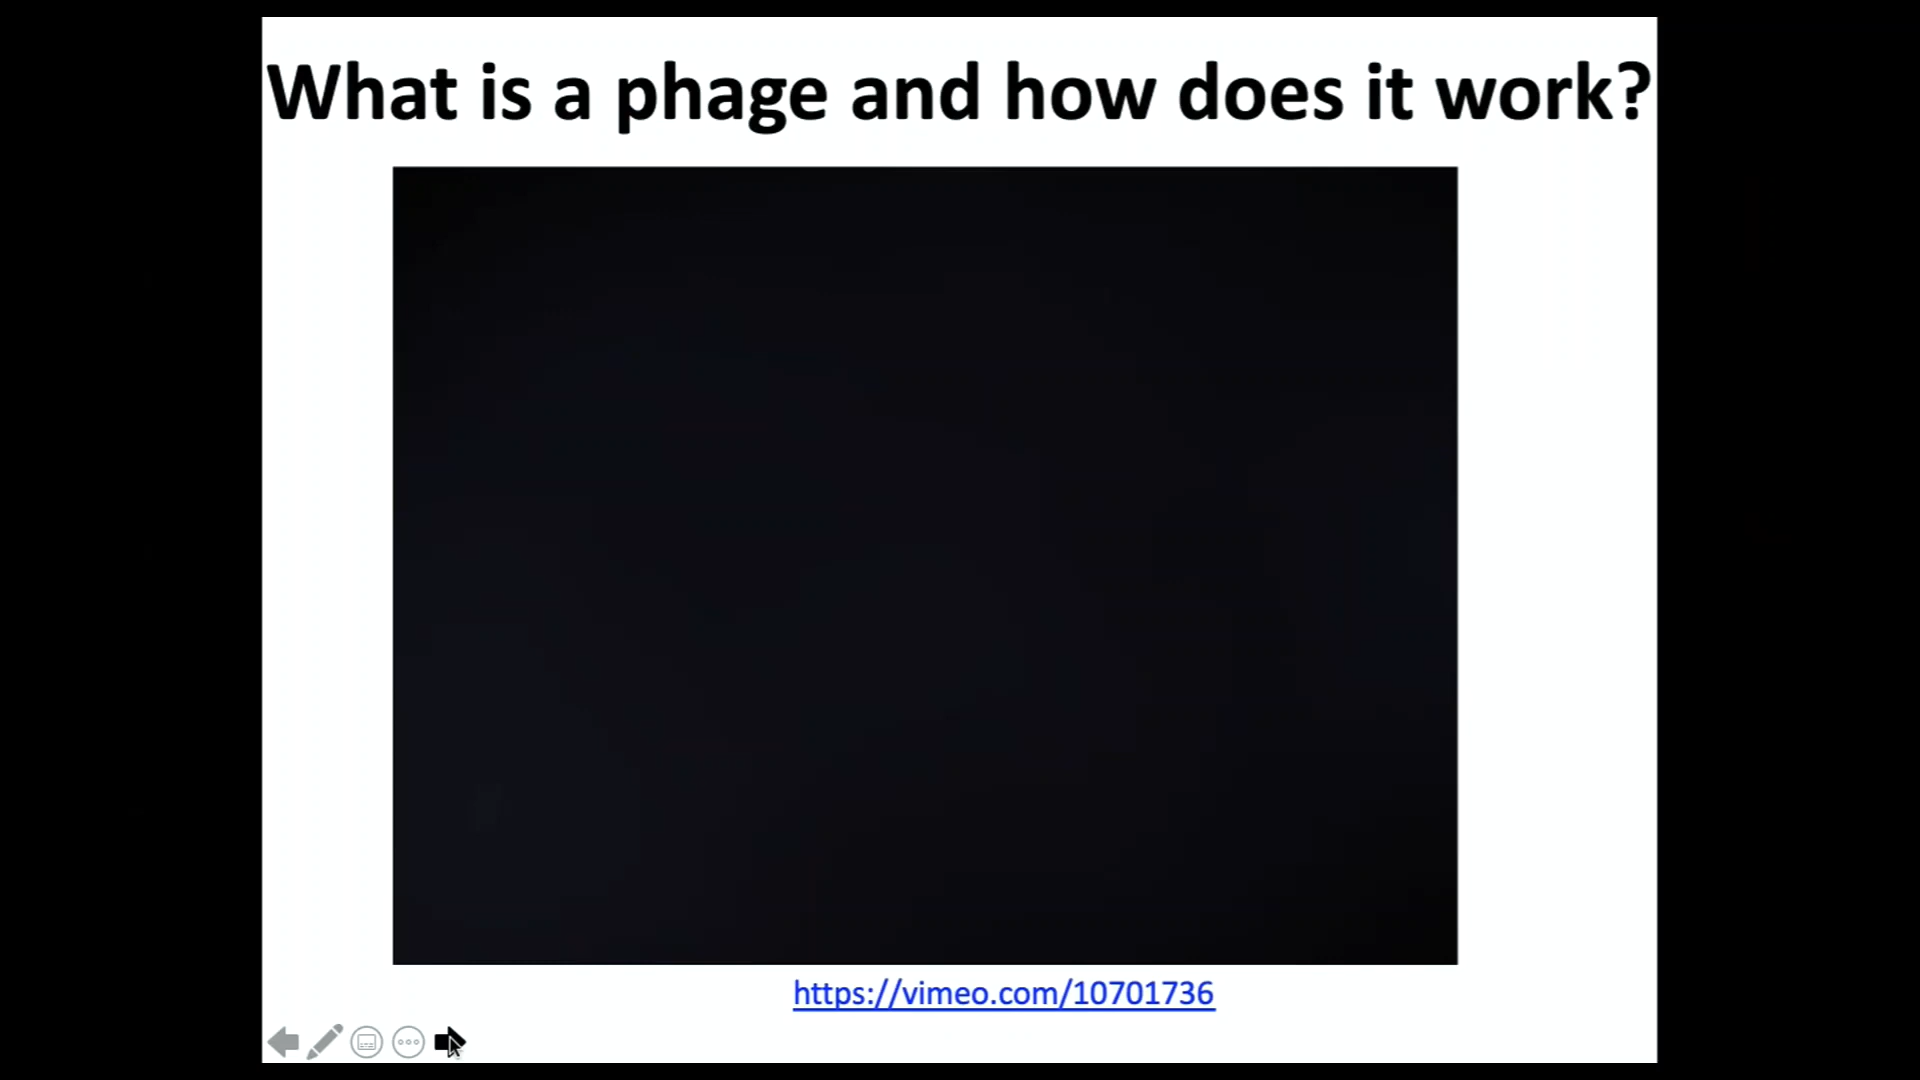 What is a phage and how does it work?
https://vimeo.com/10701736